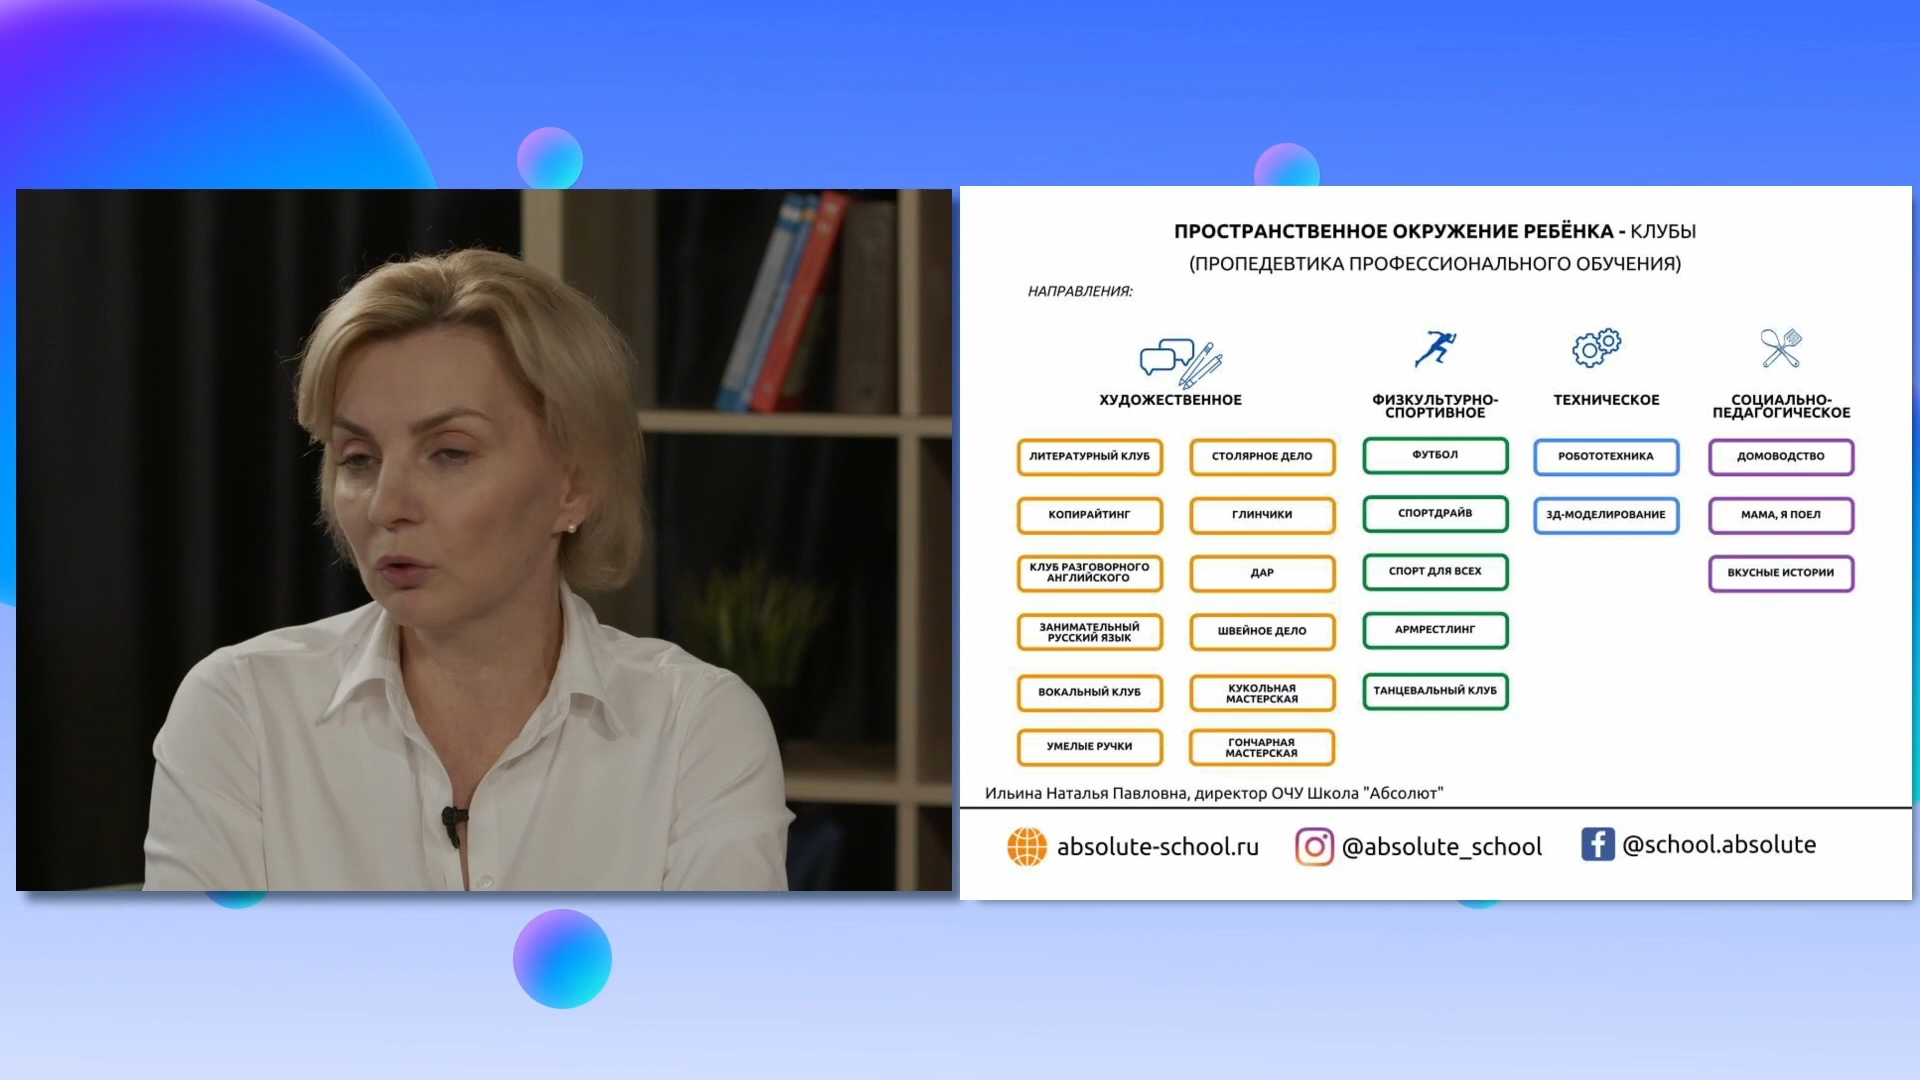 ПРОСТРАНСТВЕННОЕ ОКРУЖЕНИЕ РЕБЁНКА - КЛУБЫ
(ПРОПЕДЕВТИКА ПРОФЕССИОНАЛЬНОГО ОБУЧЕНИЯ)
НАПРАВЛЕНИЯ:
ХУДОЖЕСТВЕННОЕ
ЛИТЕРАТУРНЫЙ КЛУБ
КОПИРАЙТИНГ
КЛУБ РАЗГОВОРНОГО
АНГЛИЙСКОГО
ЗАНИМАТЕЛЬНЫЙ
РУССКИЙ ЯЗЫК
ВОКАЛЬНЫЙ КЛУБ
УМЕЛЫЕ РУЧКИ
СТОЛЯРНОЕ ДЕЛО
ГЛИНЧИКИ
ДАР
ШВЕЙНОЕ ДЕЛО
КУКОЛЬНАЯ
МАСТЕРСКАЯ
ГОНЧАРНАЯ
МАСТЕРСКАЯ
ФИЗКУЛЬТУРНО-
СПОРТИВНОЕ
ФУТБОЛ
СПОРТДРАЙВ
СПОРТ ДЛЯ ВСЕХ
АРМРЕСТЛИНГ
ТАНЦЕВАЛЬНЫЙ КЛУБ
ТЕХНИЧЕСКОЕ
РОБОТОТЕХНИКА
3Д-МОДЕЛИРОВАНИЕ
СОЦИАЛЬНО-
ПЕДАГОГИЧЕСКОЕ
ДОМОВОДСТВО
МАМА, Я ПОЕЛ
ВКУСНЫЕ ИСТОРИИ
Ильина Наталья Павловна, директор ОЧУ Школа "Абсолют"
absolute-school.ru
@absolute_school
@school.absolute